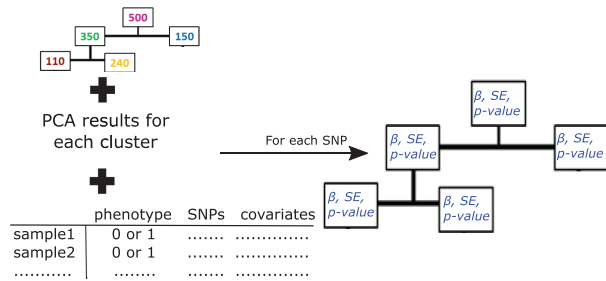 500
350
150
110
240
PCA results for
each cluster
phenotype SNPs covariates
sample1 0 or 1 ....... ..............
sample2 0 or 1 ....... ..............
........... ........ ....... ..............
For each SNP
β, SE,
p-value
β, SE,
p-value
β, SE,
p-value
β, SE,
p-value
β, SE,
p-value